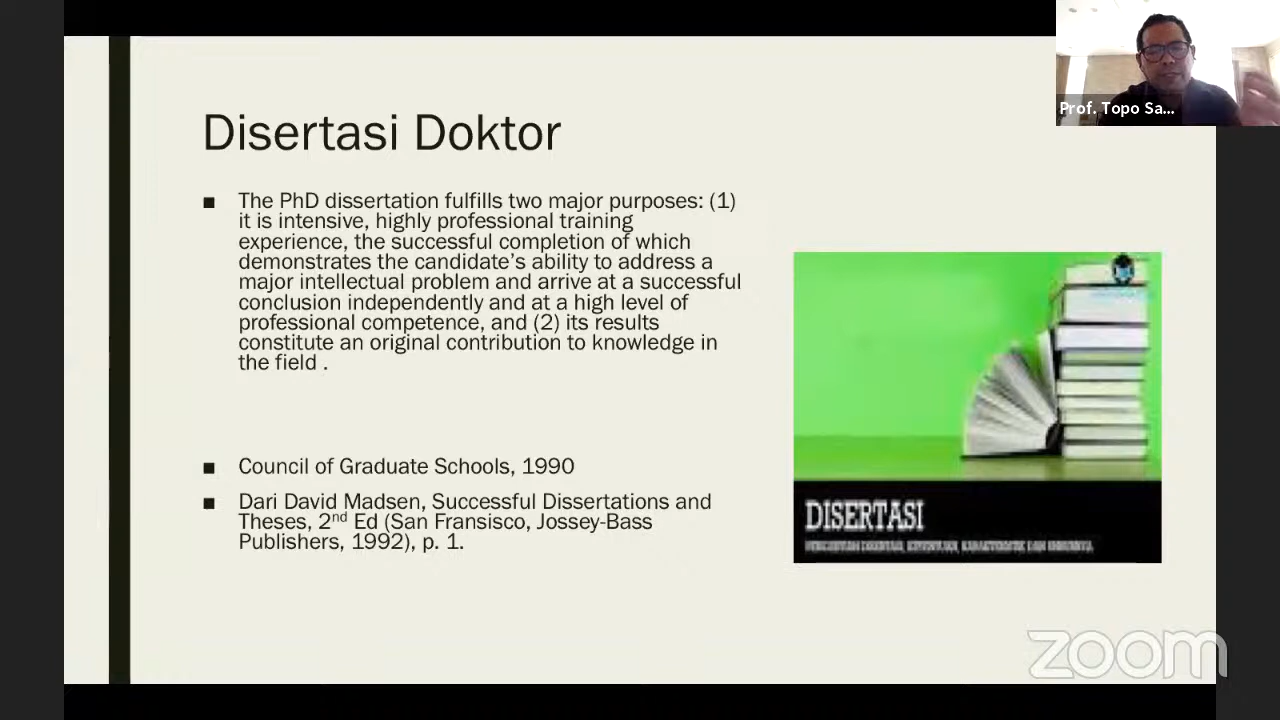 Prof. Topo Sa...
Disertasi Doktor
■ The PhD dissertation fulfills two major purposes: (1)
it is intensive, highly professional training
experience, the successful completion of which
demonstrates the candidate’s ability to address a
major intellectual problem and arrive at a successful
conclusion independently and at a high level of
professional competence, and (2) its results
constitute an original contribution to knowledge in
the field .
■ Council of Graduate Schools, 1990
■ Dari David Madsen, Successful Dissertations and
Theses, 2nd Ed (San Fransisco, Jossey-Bass
Publishers, 1992), p. 1.
DISERTASI
zoom